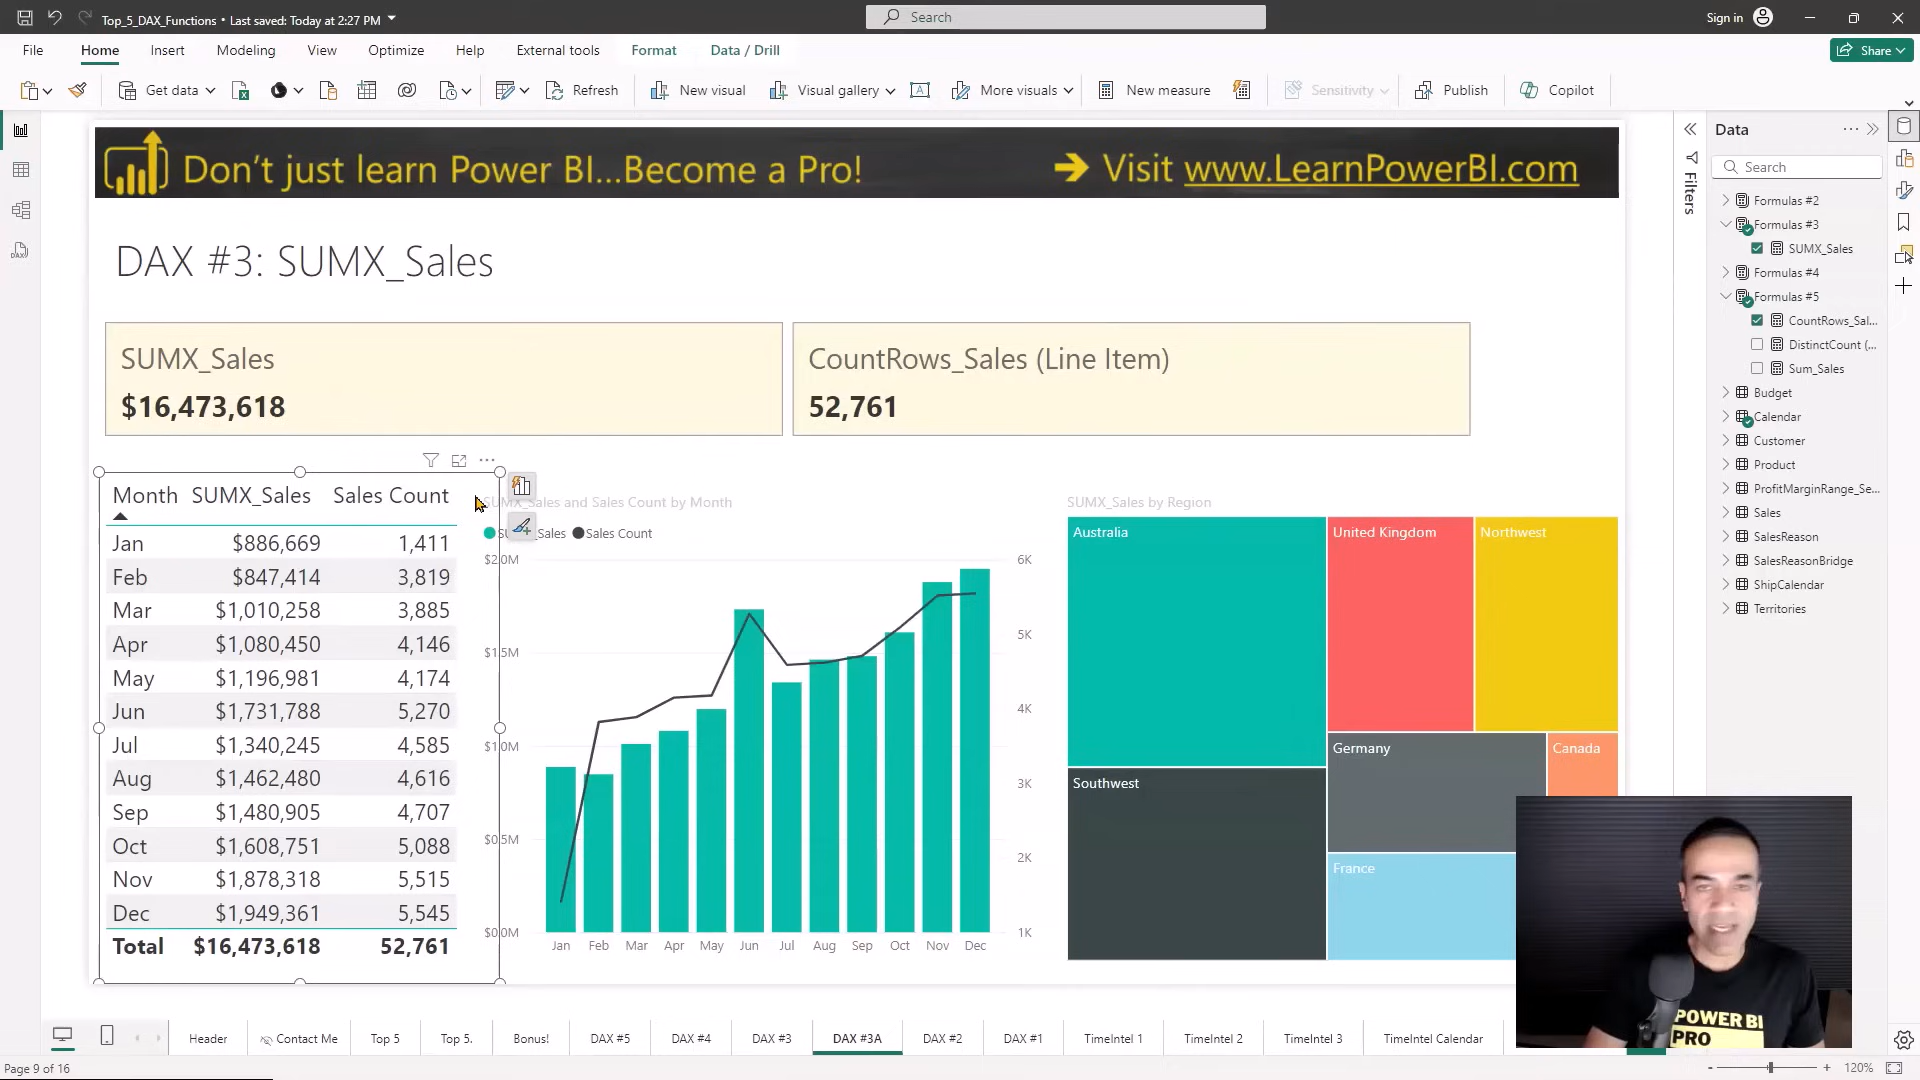 Top_5_DAX_Functions • Last saved: Today at 2:27 PM
Search
Sign in
File
Home
Insert
Modeling
View
Optimize
Help
External tools
Format
Data / Drill
Share
Get data
Refresh
New visual
Visual gallery
More visuals
New measure
Sensitivity
Publish
Copilot
Don't just learn Power BI...Become a Pro!
Visit www.LearnPowerBI.com
DAX #3: SUMX_Sales
SUMX_Sales
$16,473,618
CountRows_Sales (Line Item)
52,761
Month SUMX_Sales Sales Count
Jan $886,669 1,411
Feb $847,414 3,819
Mar $1,010,258 3,885
Apr $1,080,450 4,146
May $1,196,981 4,174
Jun $1,731,788 5,270
Jul $1,340,245 4,585
Aug $1,462,480 4,616
Sep $1,480,905 4,707
Oct $1,608,751 5,088
Nov $1,878,318 5,515
Dec $1,949,361 5,545
Total $16,473,618 52,761
SUMX_Sales and Sales Count by Month
Sales Count
$2.0M
$1.5M
$1.0M
$0.5M
$0.0M
6K
5K
4K
3K
2K
1K
Jan Feb Mar Apr May Jun Jul Aug Sep Oct Nov Dec
SUMX_Sales by Region
Australia
United Kingdom
Northwest
Southwest
Germany
Canada
France
Filters
Data
Search
Formulas #2
Formulas #3
SUMX_Sales
Formulas #4
Formulas #5
CountRows_Sal...
DistinctCount (...
Sum_Sales
Budget
Calendar
Customer
Product
ProfitMarginRange_Se...
Sales
SalesReason
SalesReasonBridge
ShipCalendar
Territories
POWER BI
PRO
Header
Contact Me
Top 5
Top 5.
Bonus!
DAX #5
DAX #4
DAX #3
DAX #3A
DAX #2
DAX #1
TimeIntel 1
TimeIntel 2
TimeIntel 3
TimeIntel Calendar
Page 9 of 16
120%